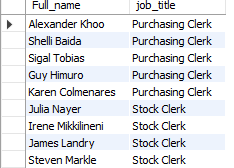 Full_name job_title
Alexander Khoo Purchasing Clerk
Shelli Baida Purchasing Clerk
Sigal Tobias Purchasing Clerk
Guy Himuro Purchasing Clerk
Karen Colmenares Purchasing Clerk
Julia Nayer Stock Clerk
Irene Mikkilineni Stock Clerk
James Landry Stock Clerk
Steven Markle Stock Clerk